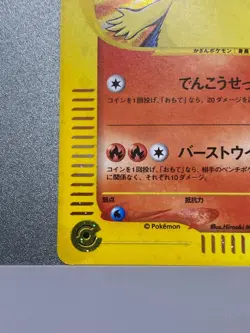 かざんポケモン：身長
でんこうせっ
コインを1回投げ、「おもて」なら、20ダメージ
バーストウイ
コインを1回投げ、「おもて」なら、相手のベンチポケ
に関係なく、それぞれ10ダメージ。
弱点 抵抗力
©Pokémon Illus.Hiroaki